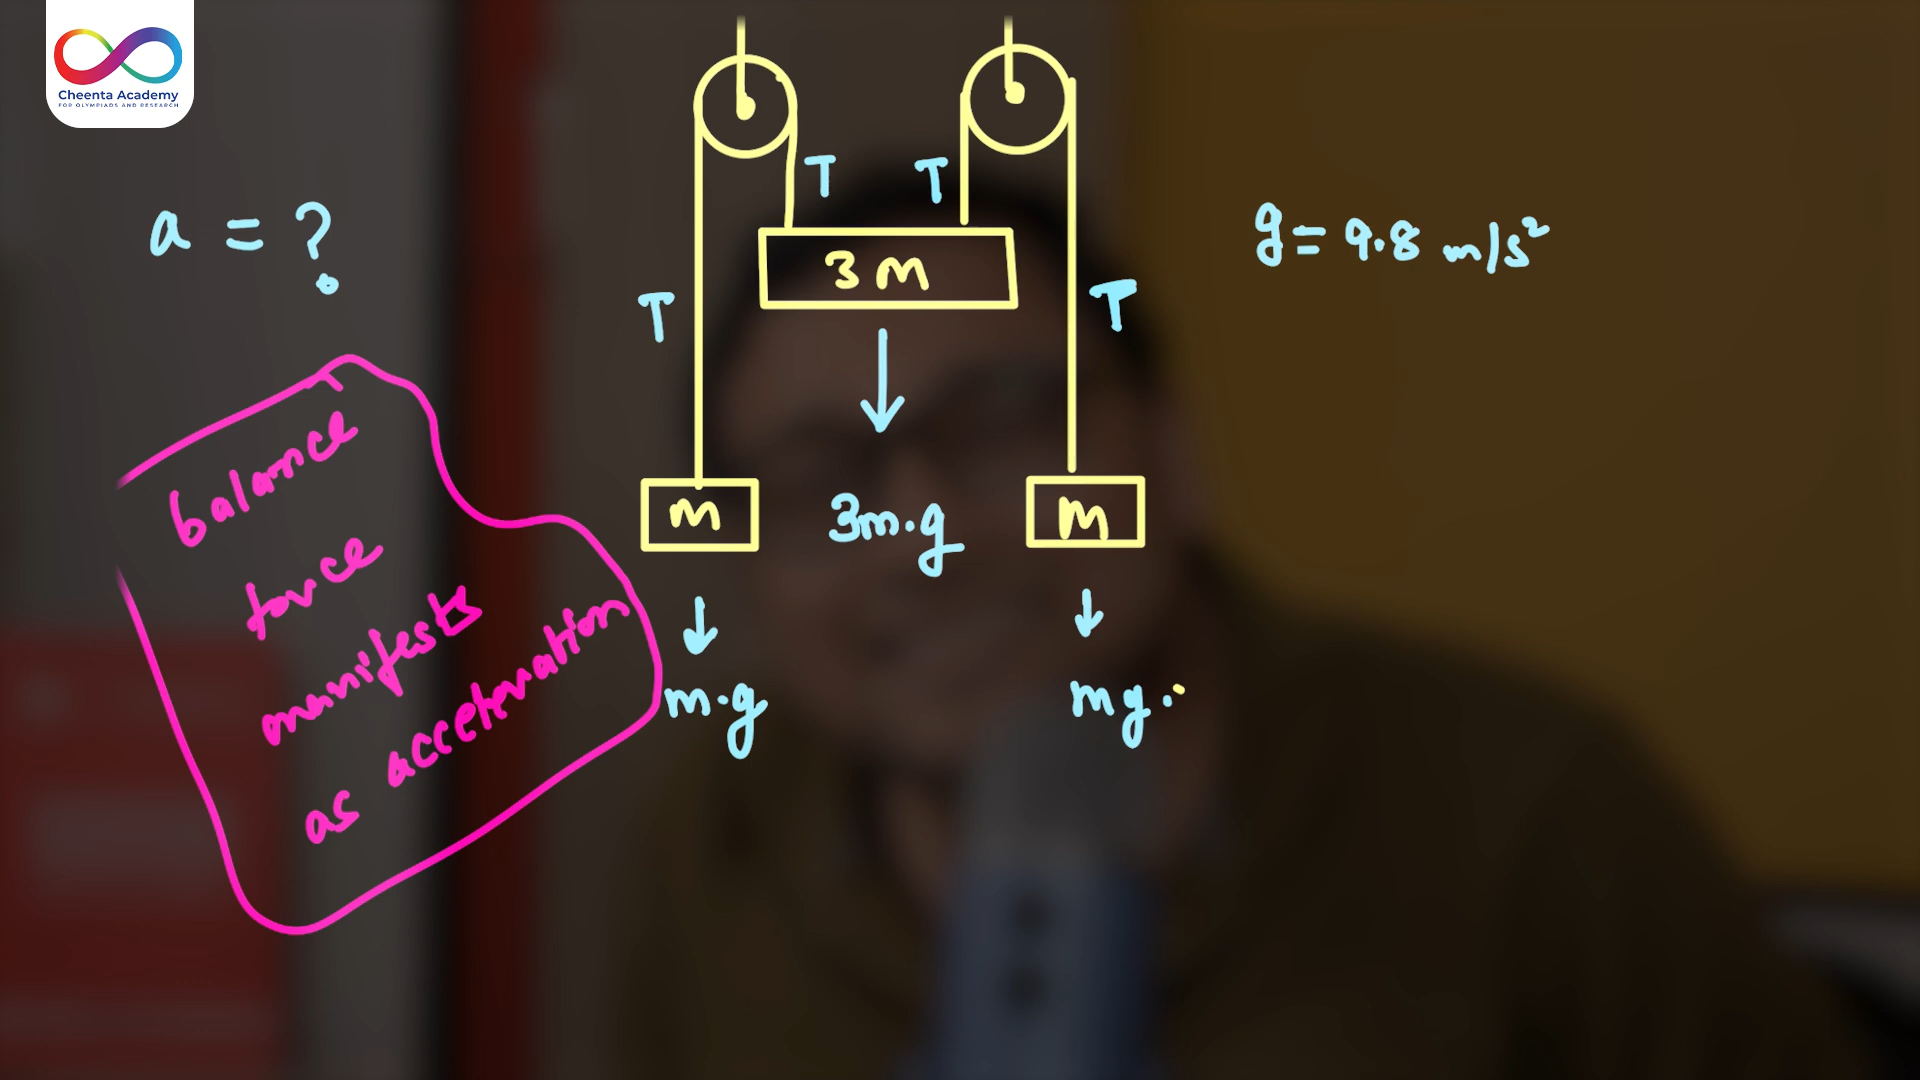 Cheenta Academy
FOR OLYMPIADS AND RESEARCH
a = ?
T
T
g = 9.8 m/s²
3 m
T
T
balance
force
manifests
as acceleration
m
3m·g
m
m·g
mg·